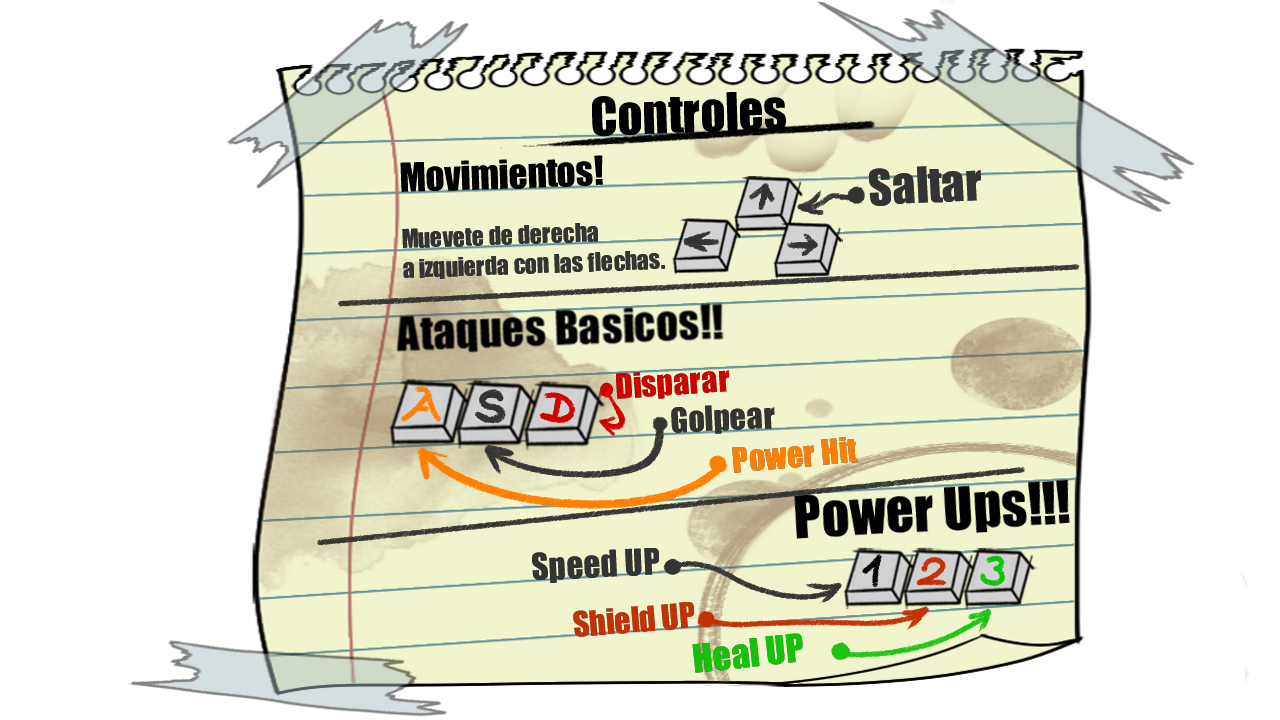 Controles
Movimientos!
Saltar
Muevete de derecha
a izquierda con las flechas.
Ataques Basicos!!
A S D
Disparar
Golpear
Power Hit
Power Ups!!!
Speed UP
1 2 3
Shield UP
Heal UP